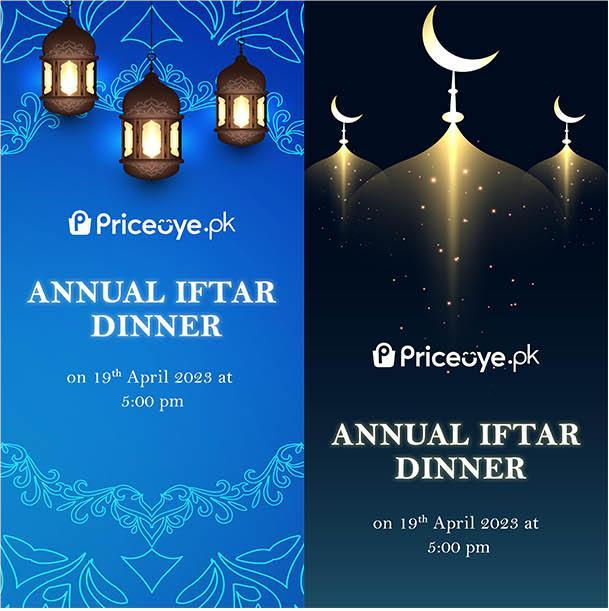 Priceoye.pk
ANNUAL IFTAR
DINNER
on 19th April 2023 at
5:00 pm
Priceoye.pk
ANNUAL IFTAR
DINNER
on 19th April 2023 at
5:00 pm